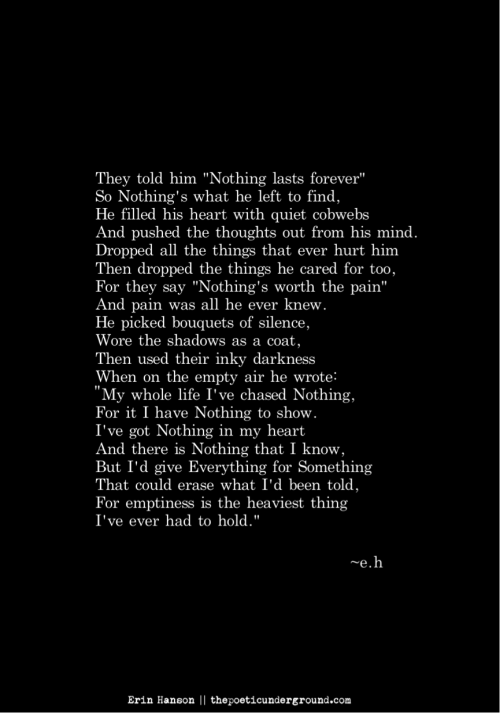 They told him "Nothing lasts forever"
So Nothing's what he left to find,
He filled his heart with quiet cobwebs
And pushed the thoughts out from his mind.
Dropped all the things that ever hurt him
Then dropped the things he cared for too,
For they say "Nothing's worth the pain"
And pain was all he ever knew.
He picked bouquets of silence,
Wore the shadows as a coat,
Then used their inky darkness
When on the empty air he wrote:
"My whole life I've chased Nothing,
For it I have Nothing to show.
I've got Nothing in my heart
And there is Nothing that I know,
But I'd give Everything for Something
That could erase what I'd been told,
For emptiness is the heaviest thing
I've ever had to hold."
~e.h
Erin Hanson || thepoeticunderground.com